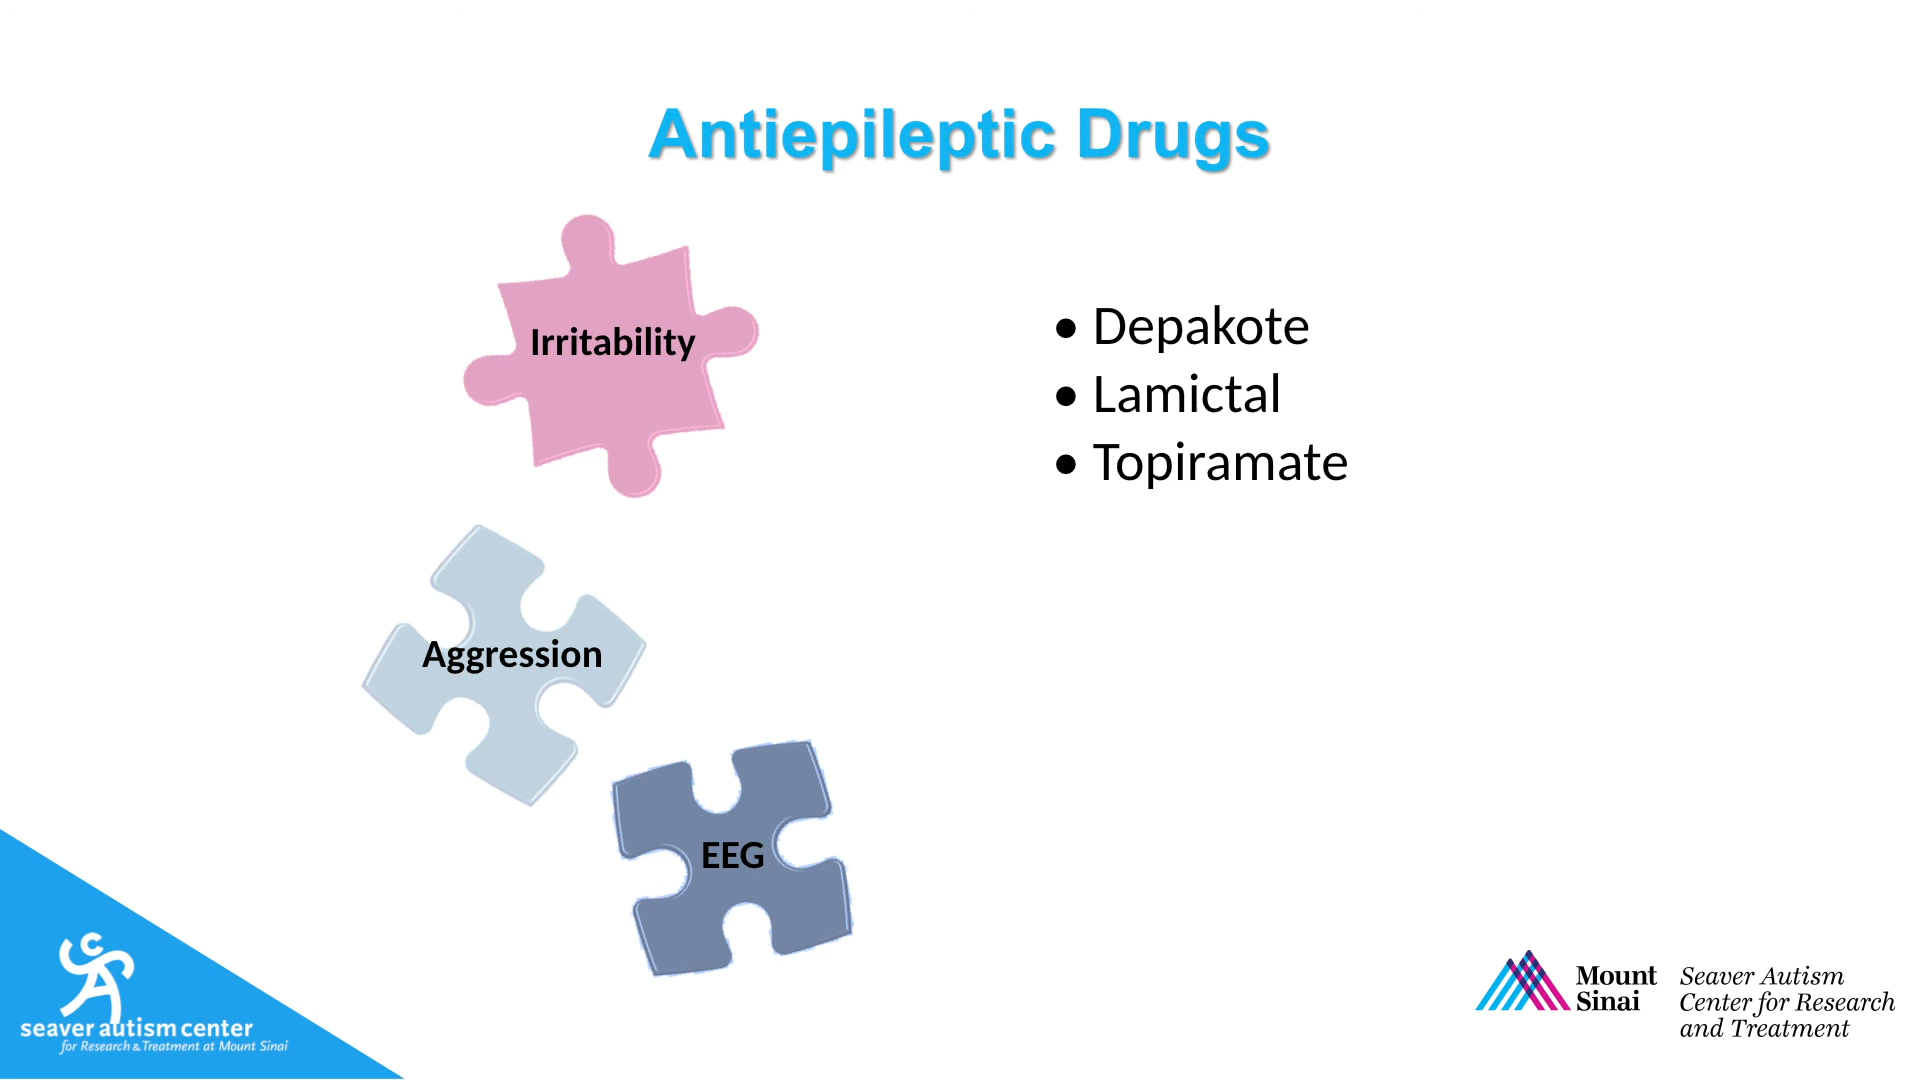 Antiepileptic Drugs
Irritability
• Depakote
• Lamictal
• Topiramate
Aggression
EEG
seaver autism center
for Research & Treatment at Mount Sinai
Mount
Sinai
Seaver Autism
Center for Research
and Treatment